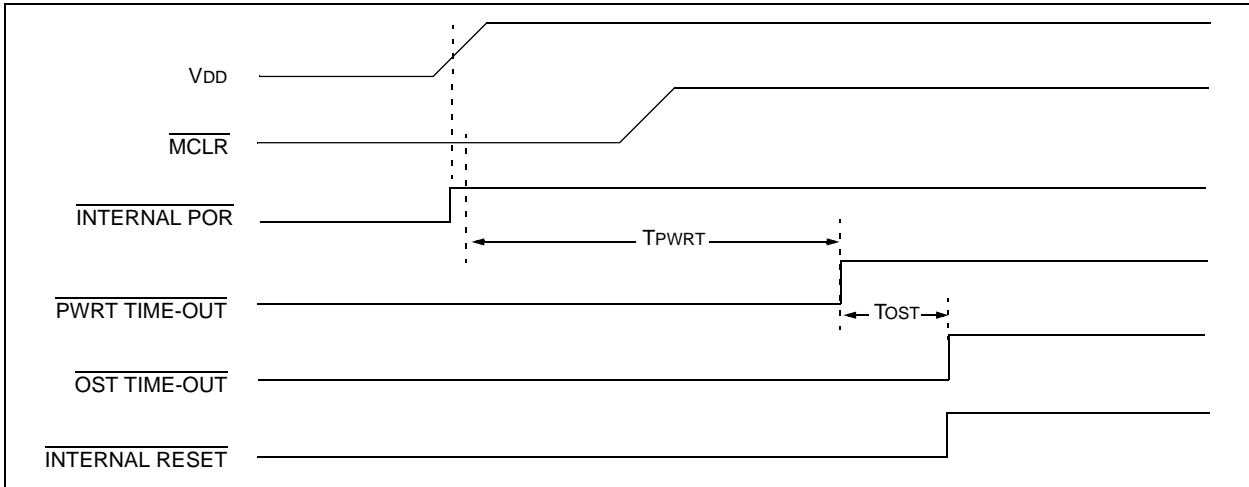 VDD
MCLR
INTERNAL POR
TPWRT
PWRT TIME-OUT
TOST
OST TIME-OUT
INTERNAL RESET